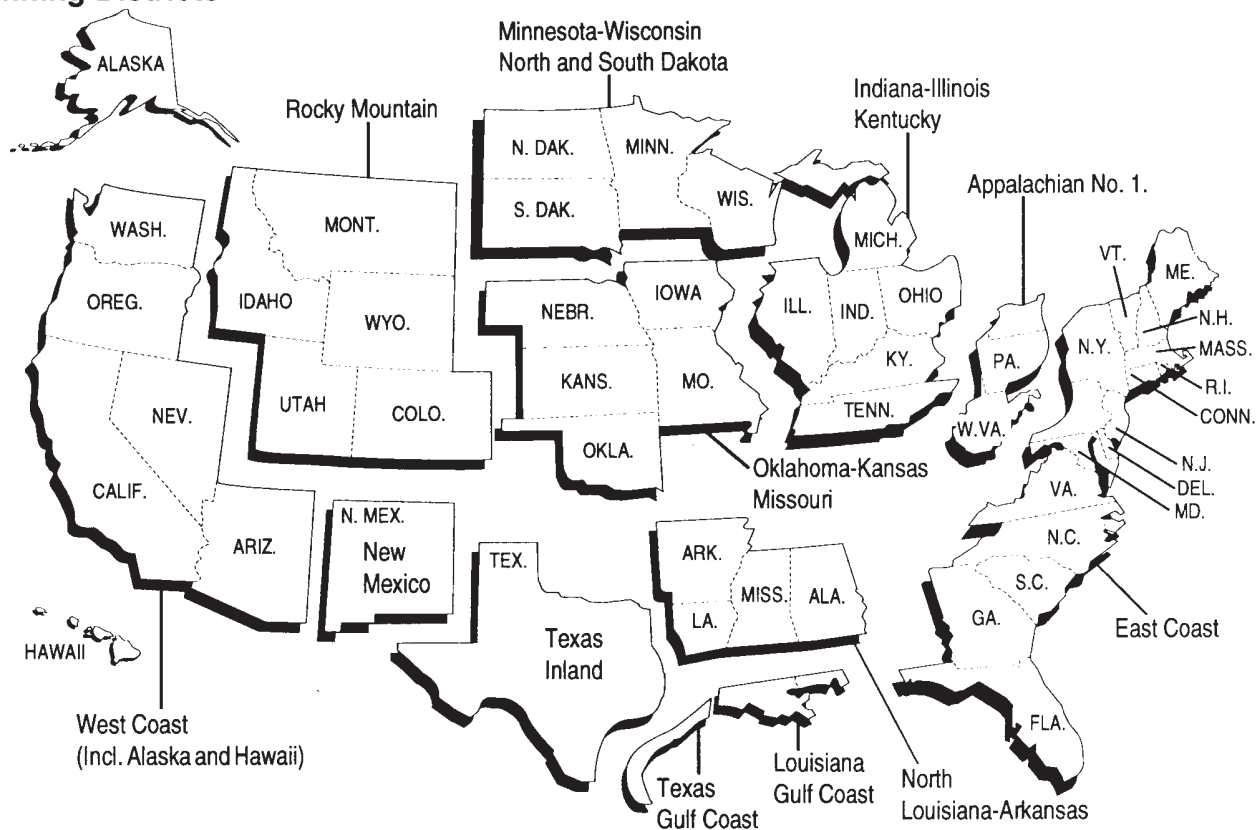 ALASKA
Minnesota-Wisconsin
North and South Dakota
Indiana-Illinois
Kentucky
Rocky Mountain
Appalachian No. 1.
N. DAK.
MINN.
S. DAK.
WIS.
WASH.
MONT.
MICH.
VT.
ME.
OREG.
IDAHO
WYO.
NEBR.
IOWA
ILL.
IND.
OHIO
N.Y.
N.H.
MASS.
R.I.
CONN.
KANS.
MO.
KY.
PA.
NEV.
UTAH
COLO.
TENN.
W.VA.
OKLA.
Oklahoma-Kansas
Missouri
N.J.
DEL.
MD.
CALIF.
VA.
ARIZ.
N. MEX.
New
Mexico
TEX.
ARK.
N.C.
MISS.
ALA.
S.C.
LA.
GA.
East Coast
HAWAII
Texas
Inland
West Coast
(Incl. Alaska and Hawaii)
FLA.
Texas
Gulf Coast
Louisiana
Gulf Coast
North
Louisiana-Arkansas